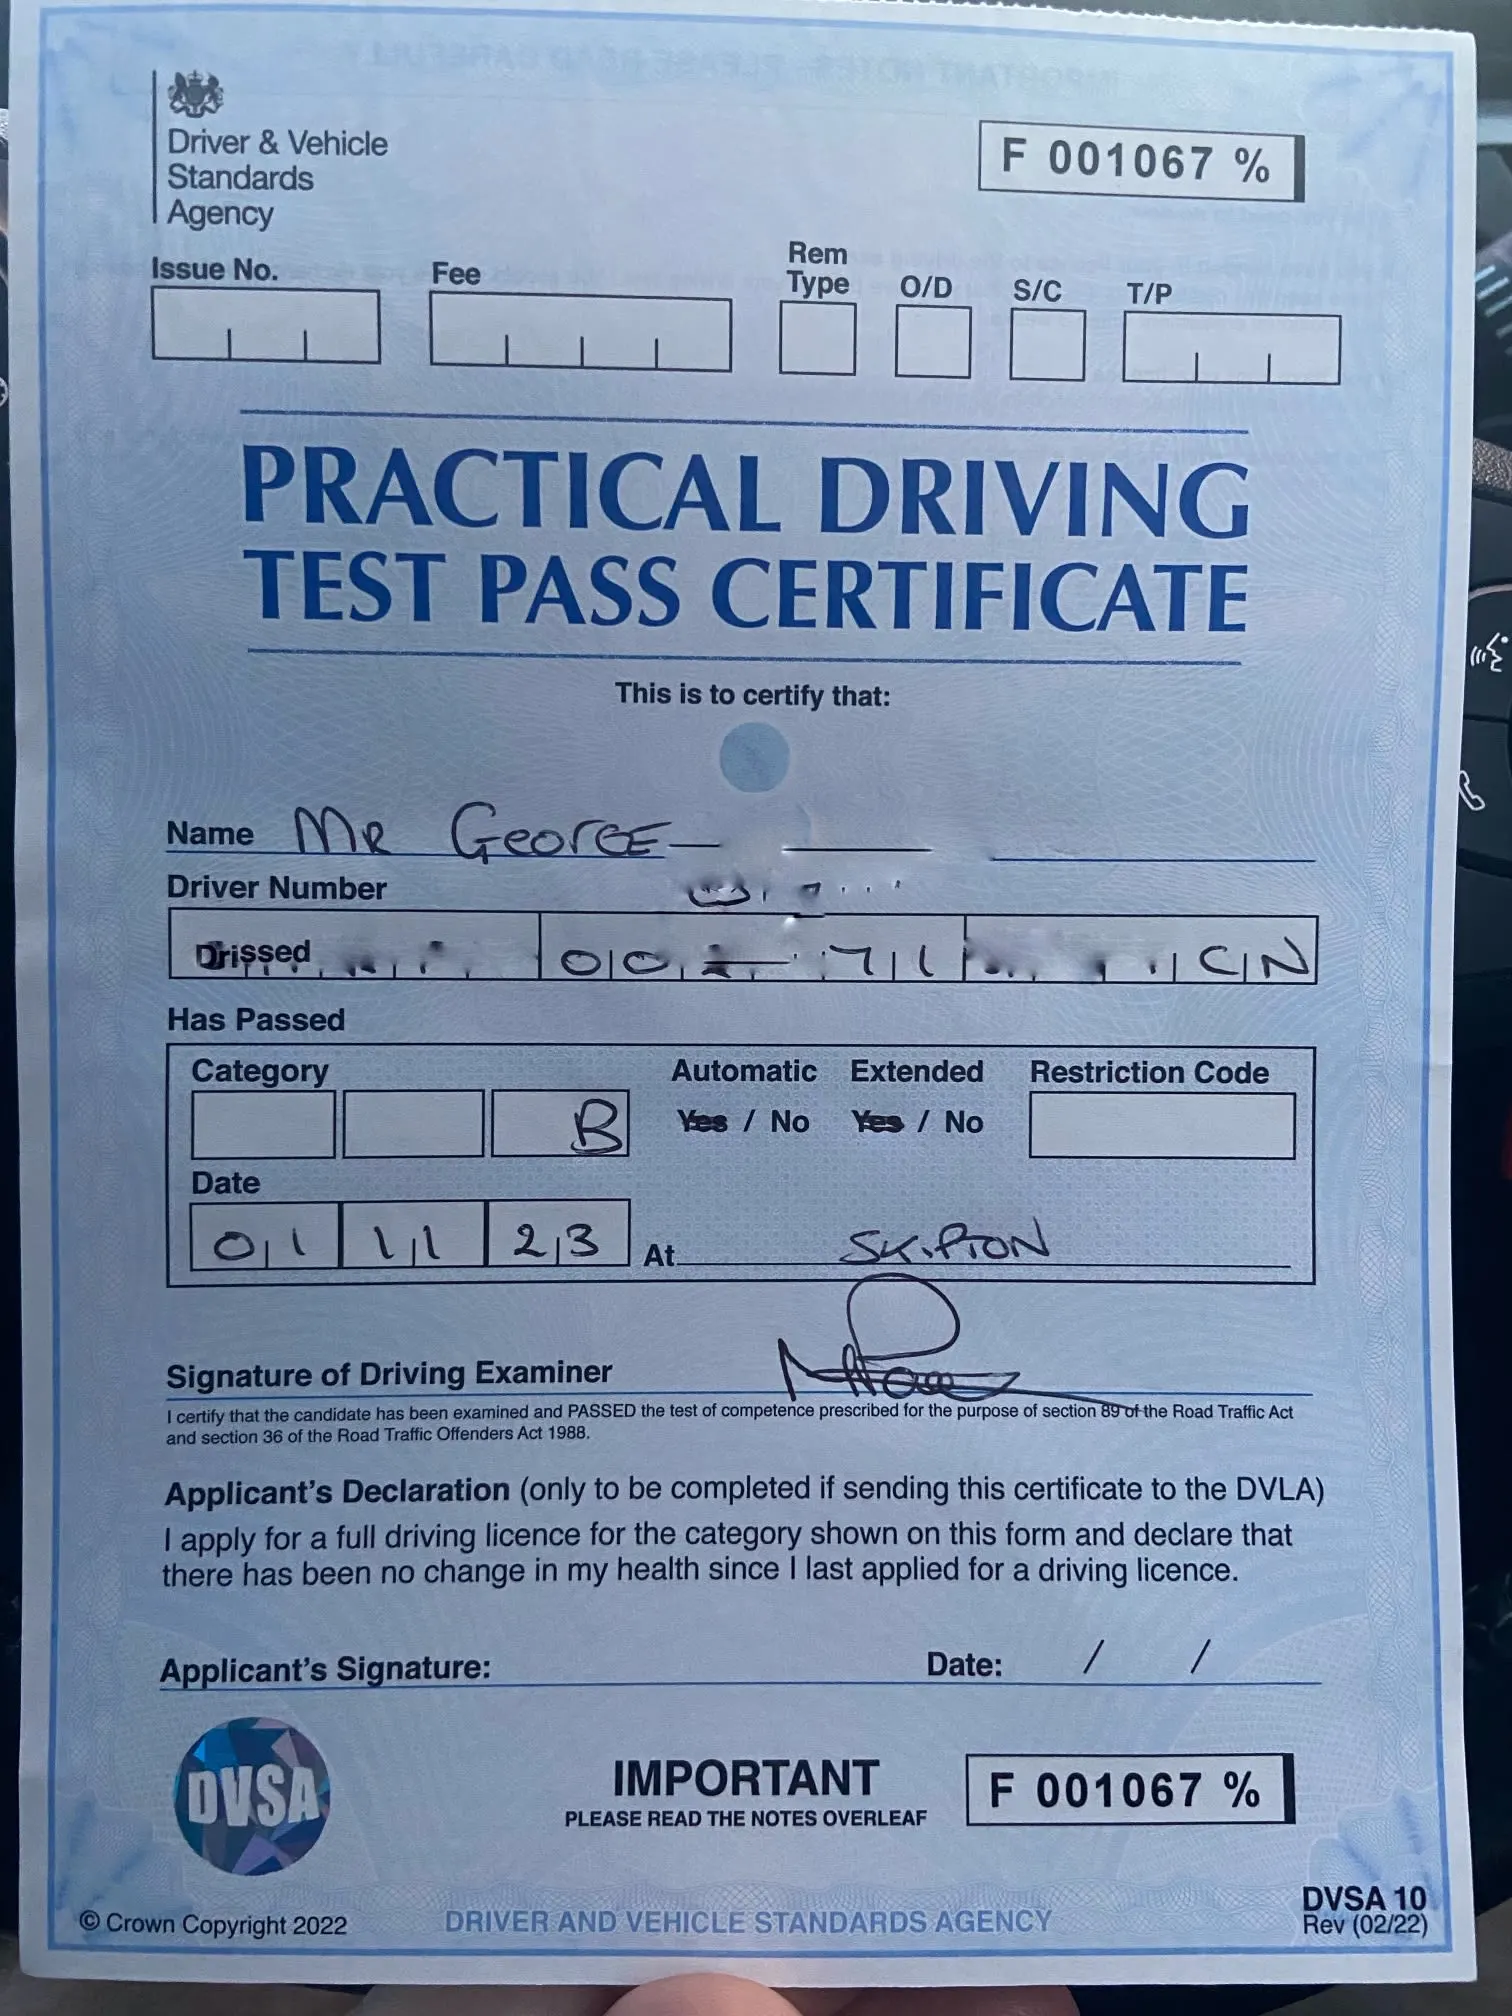 Driver & Vehicle
Standards
Agency
F 001067 %
Issue No. Fee Rem Type O/D S/C T/P
PRACTICAL DRIVING
TEST PASS CERTIFICATE
This is to certify that:
Name MR GEORGE
Driver Number
Drissed 0 0 7 1 C N
Has Passed
Category Automatic Extended Restriction Code
B Yes / No Yes / No
Date
01 11 23 At SKIPTON
Signature of Driving Examiner
I certify that the candidate has been examined and PASSED the test of competence prescribed for the purpose of section 89 of the Road Traffic Act
and section 36 of the Road Traffic Offenders Act 1988.
Applicant's Declaration (only to be completed if sending this certificate to the DVLA)
I apply for a full driving licence for the category shown on this form and declare that
there has been no change in my health since I last applied for a driving licence.
Applicant's Signature: Date: / /
DVSA
IMPORTANT
PLEASE READ THE NOTES OVERLEAF
F 001067 %
© Crown Copyright 2022
DRIVER AND VEHICLE STANDARDS AGENCY
DVSA 10
Rev (02/22)